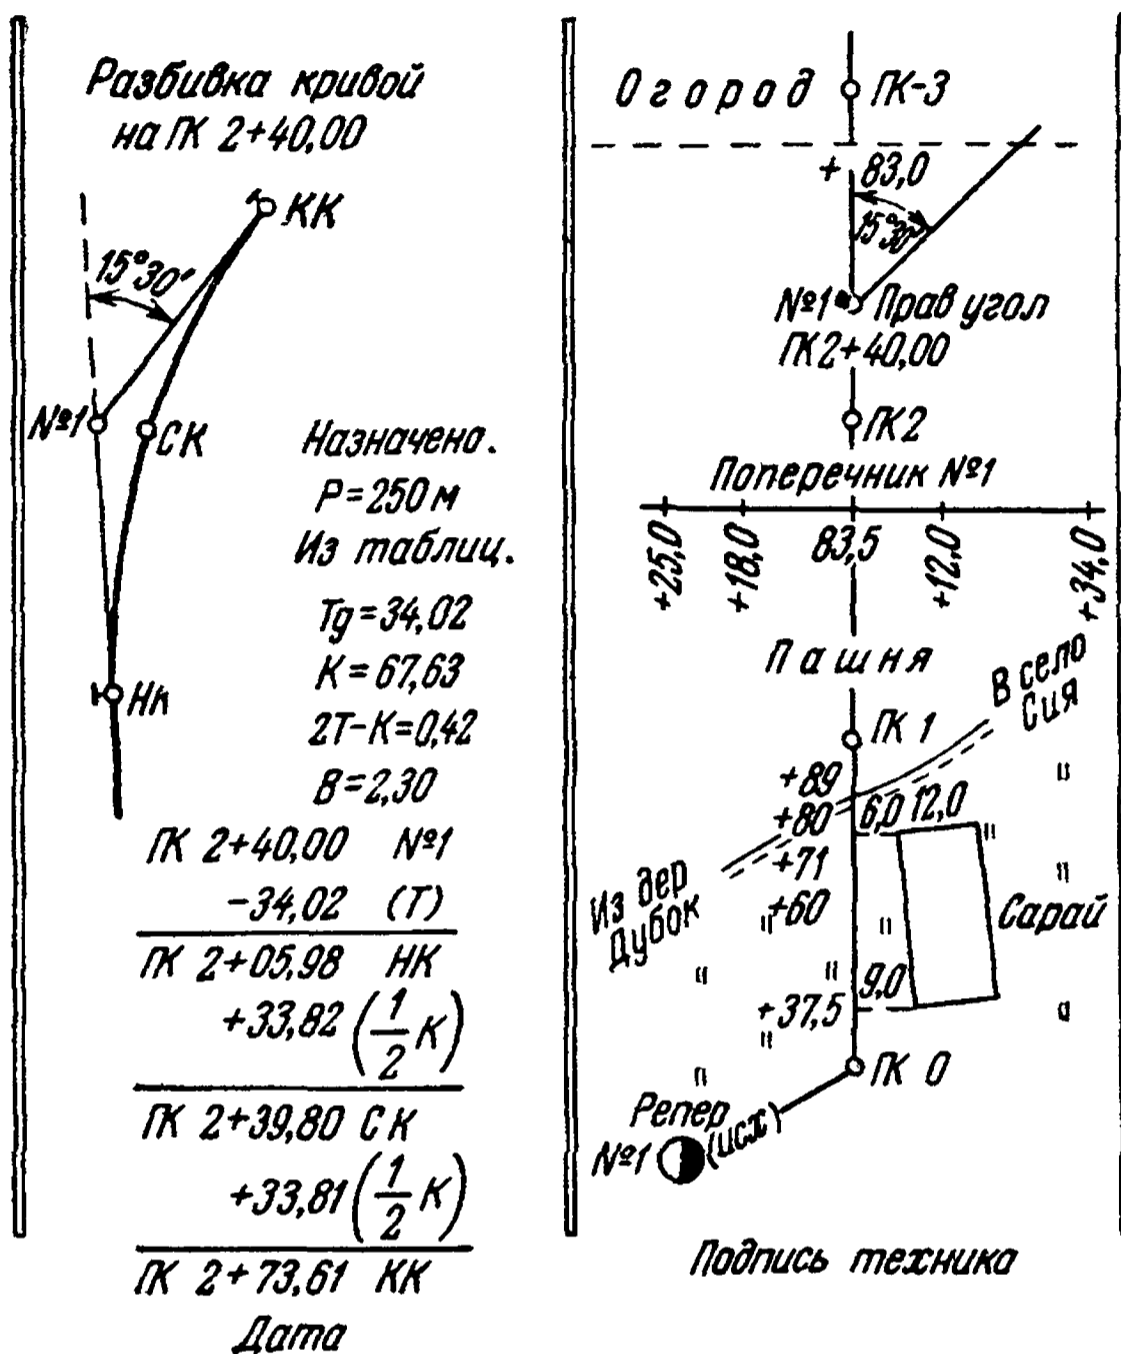 Разбивка кривой
на ПК 2+40,00
КК
15°30'
№1
СК
НК
Назначено.
Р=250 м
Из таблиц.
Тд=34,02
К=67,63
2Т-К=0,42
В=2,30
ПК 2+40,00 №1
-34,02 (Т)
ПК 2+05,98 НК
+33,82 (1/2 К)
ПК 2+39,80 СК
+33,81 (1/2 К)
ПК 2+73,61 КК
Дата
Огород
ПК-3
+ 83,0
15°30'
№1 Прав угол
ПК2+40,00
ПК2
Поперечник №1
+25,0 +18,0 83,5 +12,0 +34,0
Пашня
В село
Сия
ПК 1
+89
+80 6,0 12,0
+71
Из дер
Дубок
+60
Сарай
9,0
+37,5
ПК 0
Репер
№1 (исх)
Подпись техника